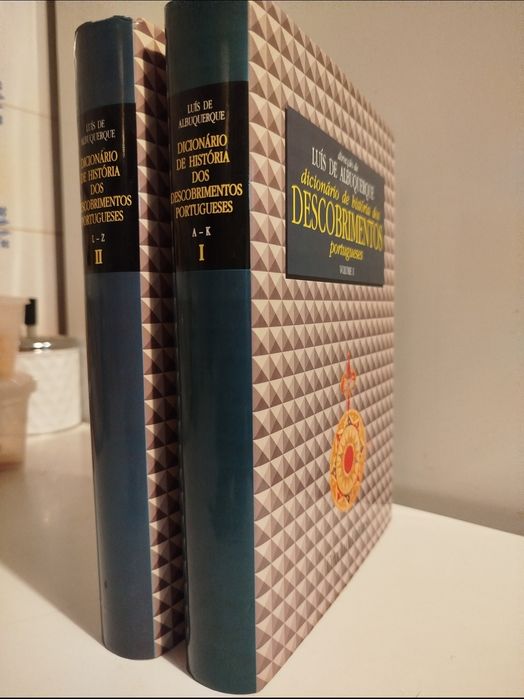 LUÍS DE
ALBUQUERQUE
DICIONÁRIO
DE HISTÓRIA
DOS
DESCOBRIMENTOS
PORTUGUESES
L - Z
II
LUÍS DE
ALBUQUERQUE
DICIONÁRIO
DE HISTÓRIA
DOS
DESCOBRIMENTOS
PORTUGUESES
A - K
I
direcção de
LUÍS DE ALBUQUERQUE
dicionário de história dos
DESCOBRIMENTOS
portugueses
VOLUME I